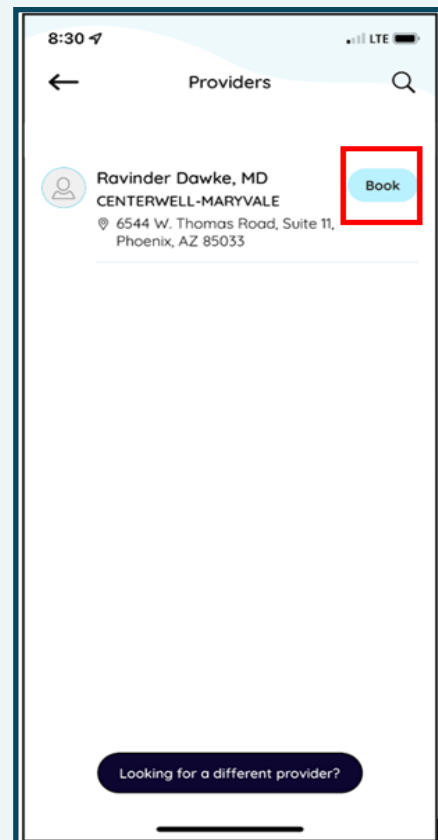 8:30
LTE
Providers
Ravinder Dawke, MD
Book
CENTERWELL-MARYVALE
6544 W. Thomas Road, Suite 11,
Phoenix, AZ 85033
Looking for a different provider?